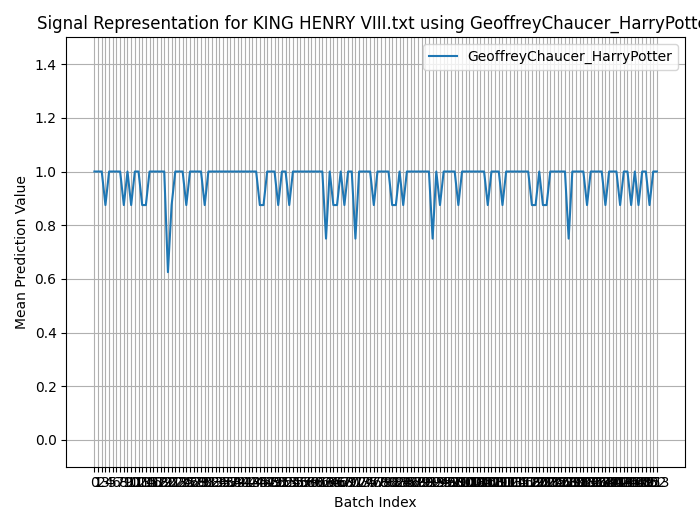 Signal Representation for KING HENRY VIII.txt using GeoffreyChaucer_HarryPotte
GeoffreyChaucer_HarryPotter
1.4
1.2
1.0
0.8
0.6
0.4
0.2
0.0
Mean Prediction Value
Batch Index